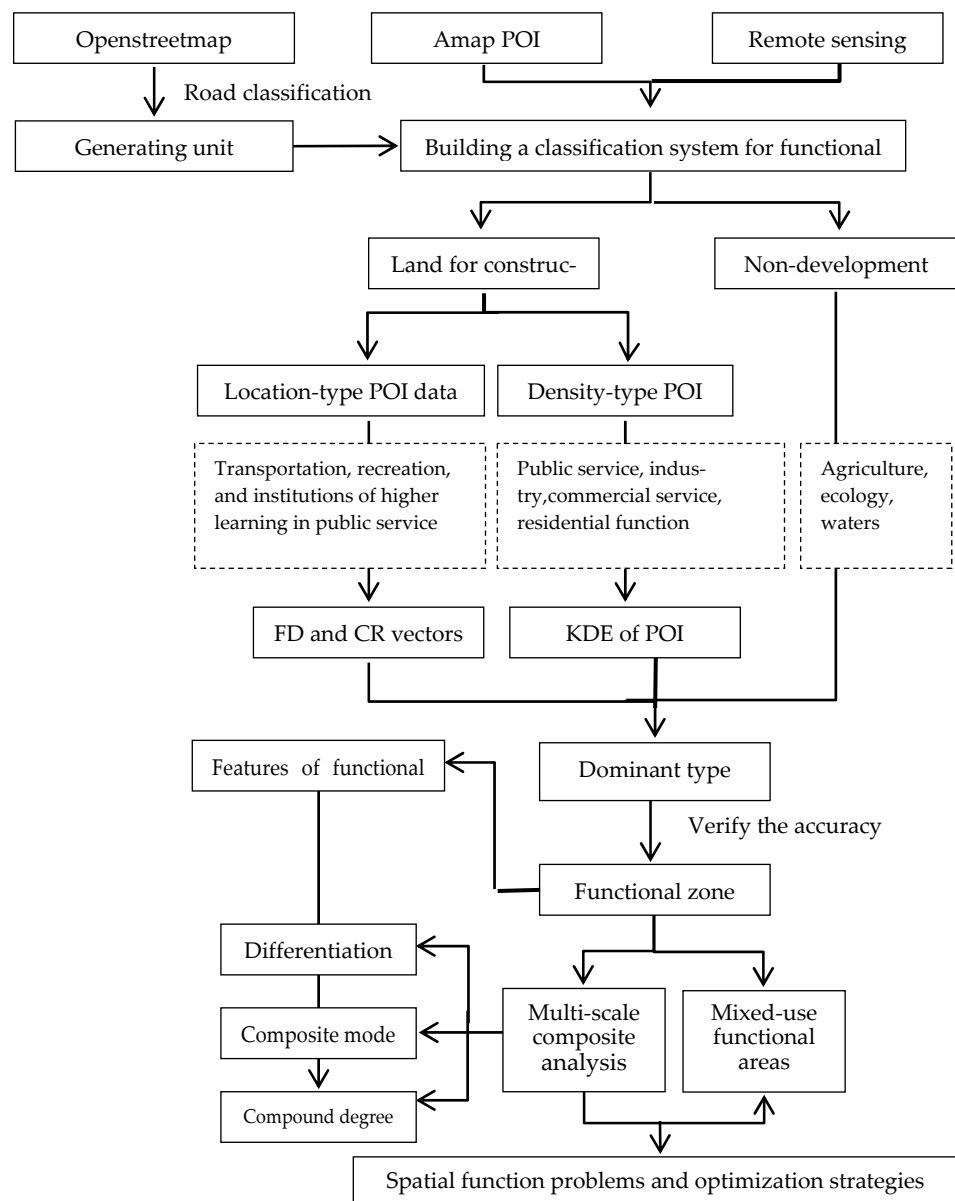 Openstreetmap
Amap POI
Remote sensing
Road classification
Generating unit
Building a classification system for functional
Land for construc-
Non-development
Location-type POI data
Density-type POI
Transportation, recreation,
and institutions of higher
learning in public service
Public service, indus-
try,commercial service,
residential function
Agriculture,
ecology,
waters
FD and CR vectors
KDE of POI
Features of functional
Dominant type
Verify the accuracy
Functional zone
Differentiation
Multi-scale
composite
analysis
Mixed-use
functional
areas
Composite mode
Compound degree
Spatial function problems and optimization strategies